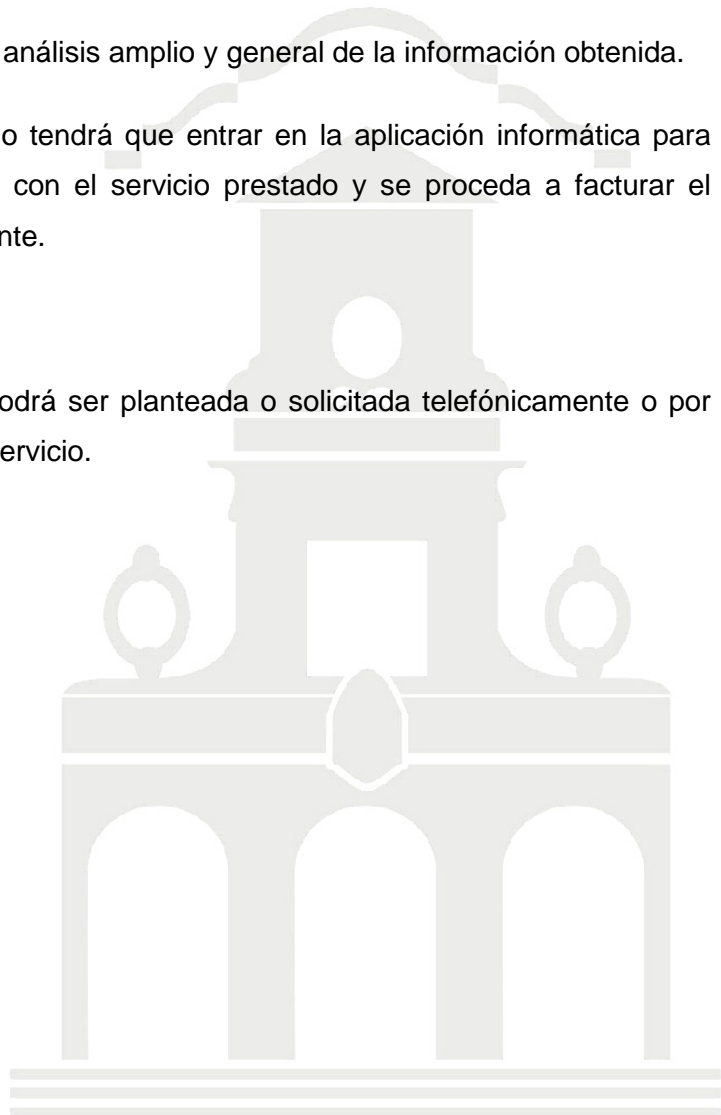 análisis amplio y general de la información obtenida.
o tendrá que entrar en la aplicación informática para
con el servicio prestado y se proceda a facturar el
nte.
odrá ser planteada o solicitada telefónicamente o por
ervicio.